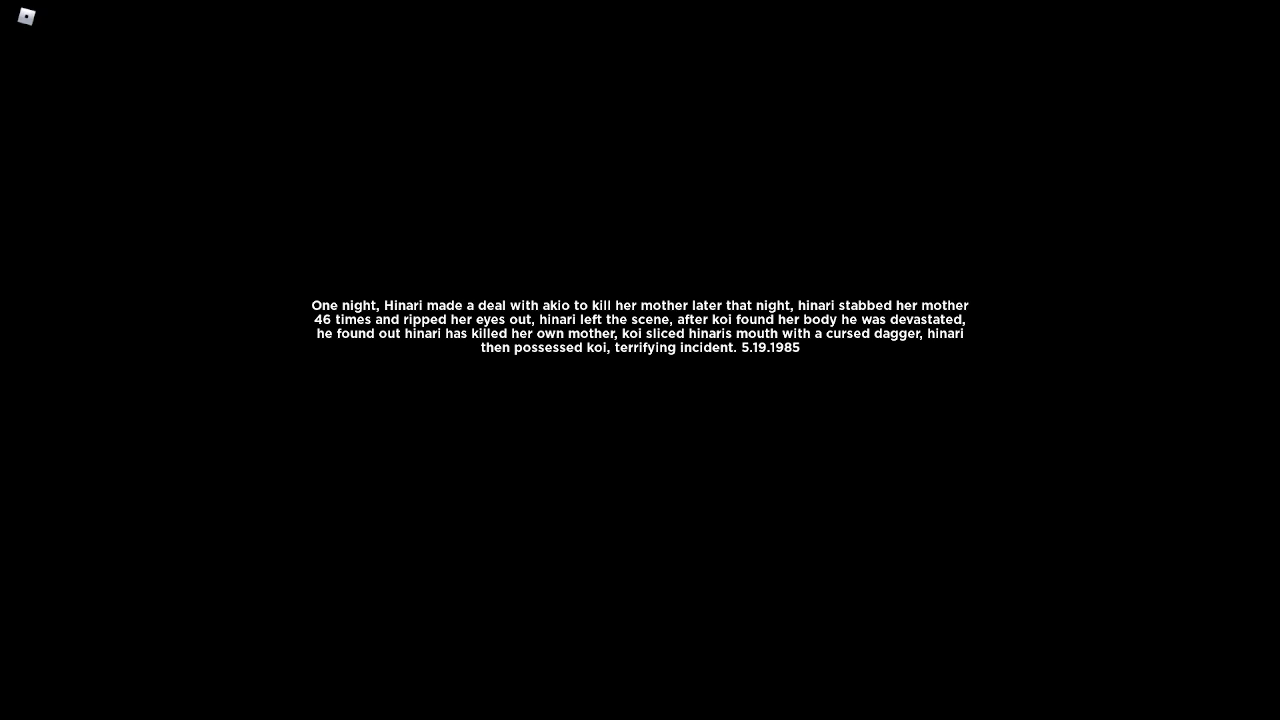 One night, Hinari made a deal with akio to kill her mother later that night, hinari stabbed her mother
46 times and ripped her eyes out, hinari left the scene, after koi found her body he was devastated,
he found out hinari has killed her own mother, koi sliced hinaris mouth with a cursed dagger, hinari
then possessed koi, terrifying incident. 5.19.1985